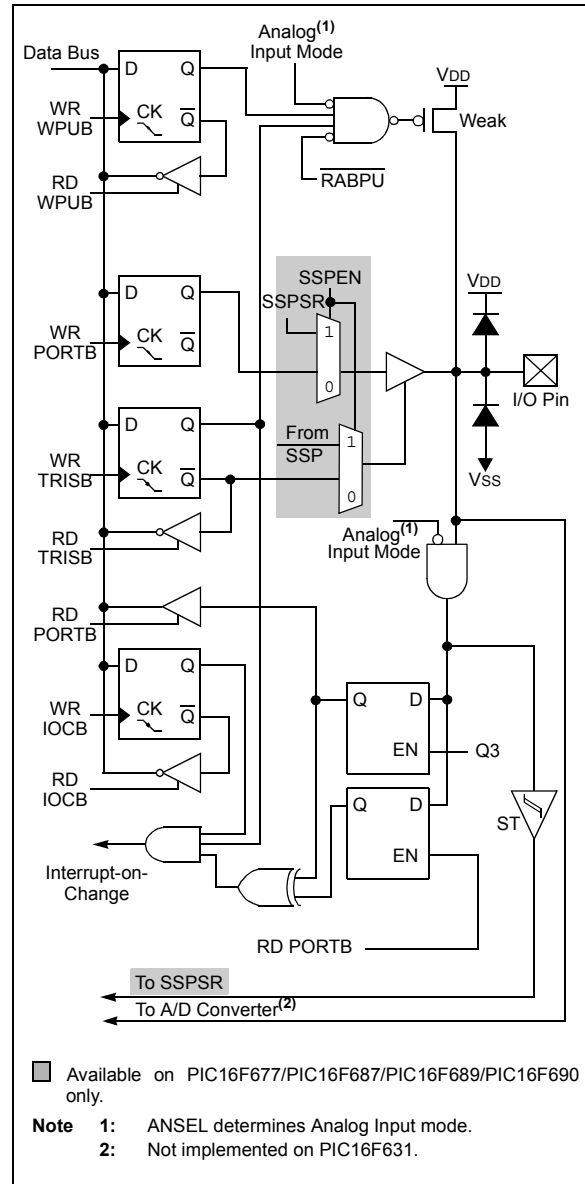 Data Bus
D Q
WR
WPUB
CK Q
RD
WPUB
Analog(1)
Input Mode
RABPU
VDD
Weak
D Q
WR
PORTB
CK Q
SSPEN
SSPSR
1
0
VDD
I/O Pin
VSS
D Q
WR
TRISB
CK Q
From
SSP
1
0
RD
TRISB
Analog(1)
Input Mode
RD
PORTB
D Q
WR
IOCB
CK Q
RD
IOCB
Q D
EN
Q3
Q D
EN
ST
Interrupt-on-
Change
RD PORTB
To SSPSR
To A/D Converter(2)
Available on PIC16F677/PIC16F687/PIC16F689/PIC16F690
only.
Note 1: ANSEL determines Analog Input mode.
2: Not implemented on PIC16F631.